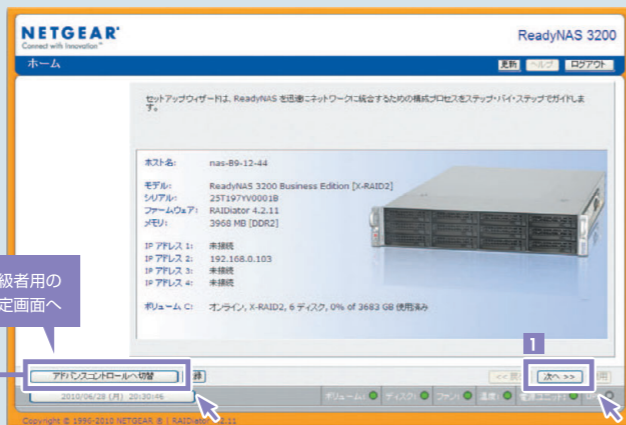 NETGEAR®
Connect with Innovation™
ReadyNAS 3200
ホーム
更新 ヘルプ ログアウト
セットアップウィザードは、ReadyNAS を迅速にネットワークに統合するための構成プロセスをステップ・バイ・ステップでガイドします。
ホスト名: nas-B9-12-44
モデル: ReadyNAS 3200 Business Edition [X-RAID2]
シリアル: 25T197YV0001B
ファームウェア: RAIDiator 4.2.11
メモリ: 3968 MB [DDR2]
IP アドレス 1: 未接続
IP アドレス 2: 192.168.0.103
IP アドレス 3: 未接続
IP アドレス 4: 未接続
ボリューム C: オンライン, X-RAID2, 6 ディスク, 0% of 3683 GB 使用済み
級者用の
定画面へ
1
アドバンスコントロールへ切替
次へ >>
2010/06/28 (月) 20:30:46
ボリューム: ディスク: ファン: 温度:
Copyright © 1996-2010 NETGEAR ® | RAIDiator 4.2.11